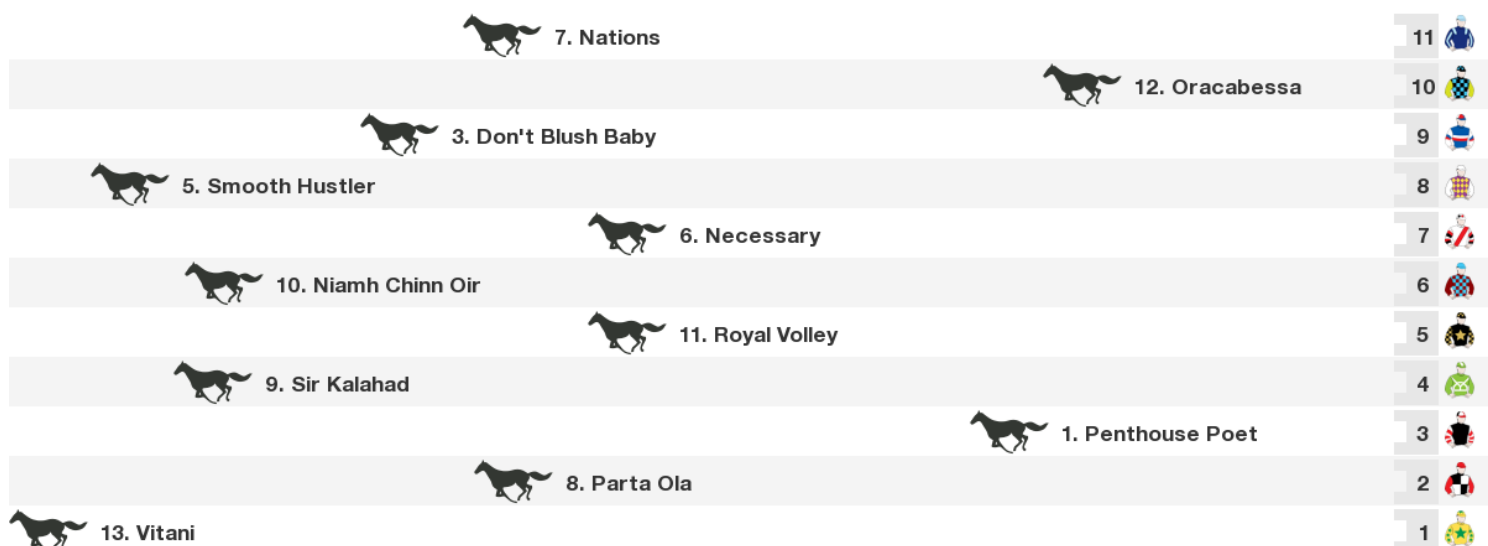 7. Nations 11
12. Oracabessa 10
3. Don't Blush Baby 9
5. Smooth Hustler 8
6. Necessary 7
10. Niamh Chinn Oir 6
11. Royal Volley 5
9. Sir Kalahad 4
1. Penthouse Poet 3
8. Parta Ola 2
13. Vitani 1